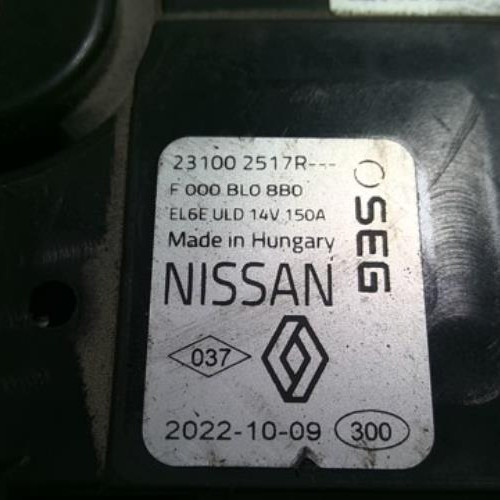 23100 2517R---
F 000 BL0 8B0
EL6E ULD 14V 150A
Made in Hungary
NISSAN
SEG
037
2022-10-09 300